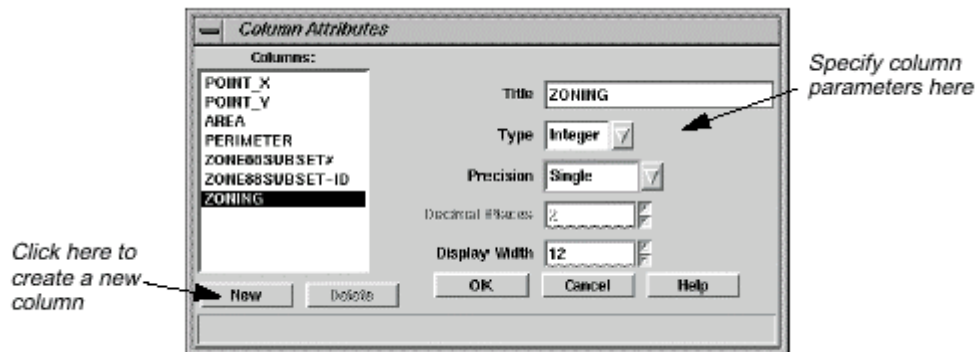 Column Attributes
Columns:
POINT_X
POINT_Y
AREA
PERIMETER
ZONE88SUBSET#
ZONE88SUBSET-ID
ZONING
Title ZONING
Type Integer
Precision Single
Decimal Places 2
Display Width 12
New Delete OK Cancel Help
Specify column
parameters here
Click here to
create a new
column